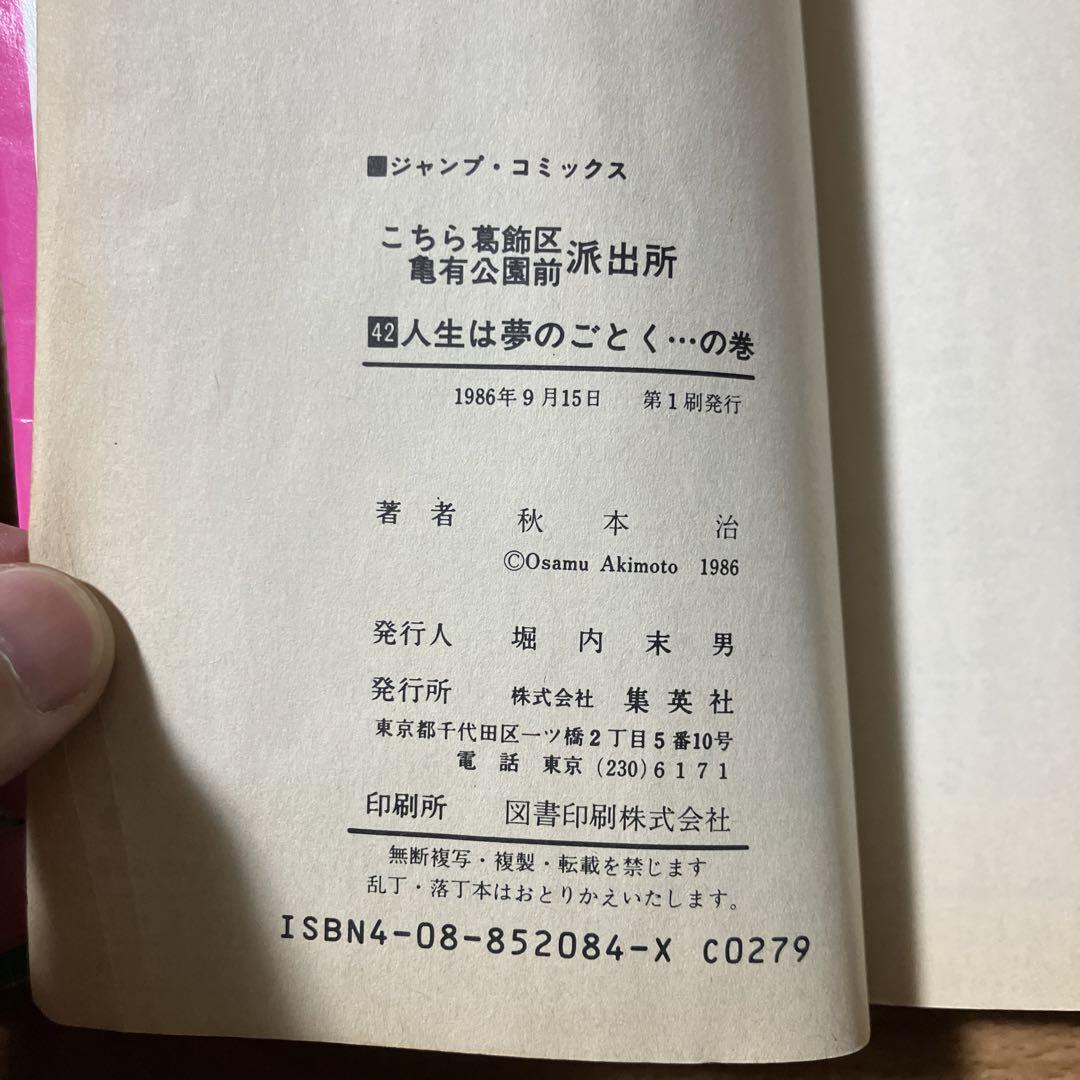 ■ジャンプ・コミックス
こちら葛飾区
亀有公園前派出所
42人生は夢のごとく…の巻
1986年9月15日 第1刷発行
著者 秋本治
©Osamu Akimoto 1986
発行人 堀内末男
発行所 株式会社 集英社
東京都千代田区一ツ橋2丁目5番10号
電話 東京(230)6171
印刷所 図書印刷株式会社
無断複写・複製・転載を禁じます
乱丁・落丁本はおとりかえいたします。
ISBN4-08-852084-X C0279